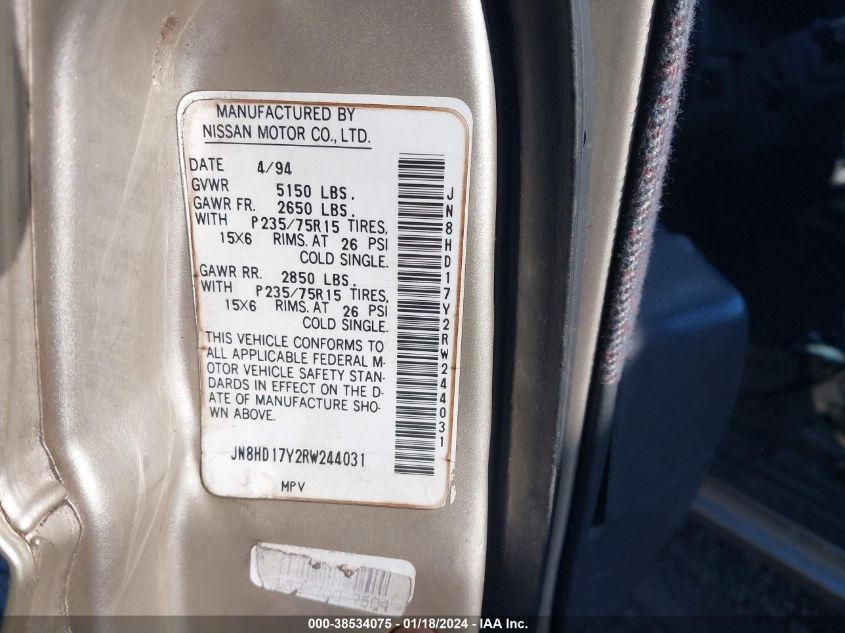 MANUFACTURED BY
NISSAN MOTOR CO., LTD.
DATE 4/94
GVWR 5150 LBS.
GAWR FR. 2650 LBS.
WITH P235/75R15 TIRES,
15X6 RIMS. AT 26 PSI
COLD SINGLE.
GAWR RR. 2850 LBS.
WITH P235/75R15 TIRES,
15X6 RIMS. AT 26 PSI
COLD SINGLE.
THIS VEHICLE CONFORMS TO
ALL APPLICABLE FEDERAL M-
OTOR VEHICLE SAFETY STAN-
DARDS IN EFFECT ON THE D-
ATE OF MANUFACTURE SHO-
WN ABOVE.
JN8HD17Y2RW244031
MPV
JN8HD17Y2RW244031
000-38534075 - 01/18/2024 - IAA Inc.